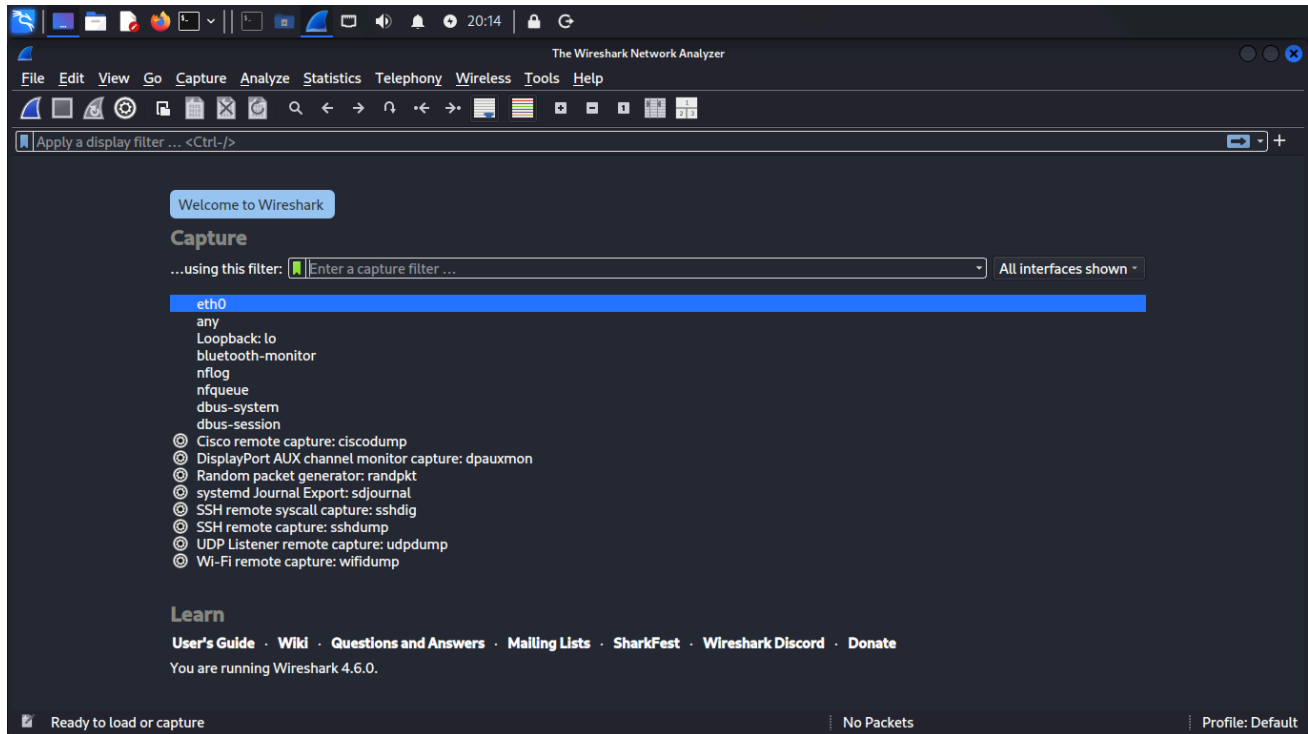 20:14
The Wireshark Network Analyzer
File Edit View Go Capture Analyze Statistics Telephony Wireless Tools Help
Apply a display filter … <Ctrl-/>
Welcome to Wireshark
Capture
…using this filter: Enter a capture filter … All interfaces shown
eth0
any
Loopback: lo
bluetooth-monitor
nflog
nfqueue
dbus-system
dbus-session
Cisco remote capture: ciscodump
DisplayPort AUX channel monitor capture: dpauxmon
Random packet generator: randpkt
systemd Journal Export: sdjournal
SSH remote syscall capture: sshdig
SSH remote capture: sshdump
UDP Listener remote capture: udpdump
Wi-Fi remote capture: wifidump
Learn
User's Guide · Wiki · Questions and Answers · Mailing Lists · SharkFest · Wireshark Discord · Donate
You are running Wireshark 4.6.0.
Ready to load or capture No Packets Profile: Default